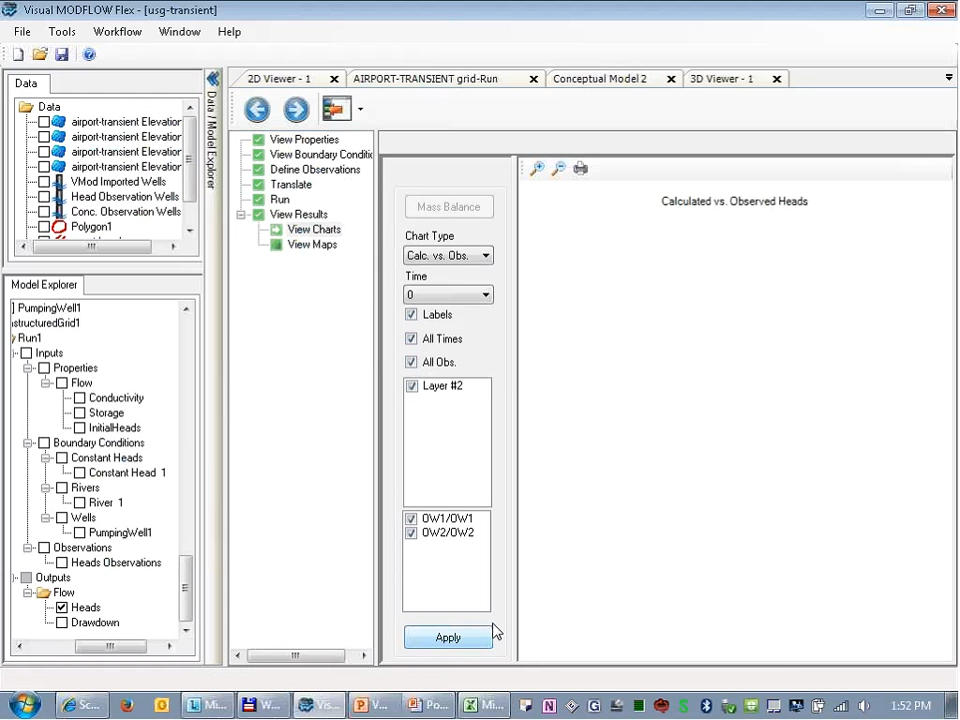 Visual MODFLOW Flex - [usg-transient]
File Tools Workflow Window Help
Data
Data
airport-transient Elevation
airport-transient Elevation
airport-transient Elevation
airport-transient Elevation
VMod Imported Wells
Head Observation Wells
Conc. Observation Wells
Polygon1
Data / Model Explorer
Model Explorer
PumpingWell1
structuredGrid1
Run1
Inputs
Properties
Flow
Conductivity
Storage
InitialHeads
Boundary Conditions
Constant Heads
Constant Head 1
Rivers
River 1
Wells
PumpingWell1
Observations
Heads Observations
Outputs
Flow
Heads
Drawdown
2D Viewer - 1
AIRPORT-TRANSIENT grid-Run
Conceptual Model 2
3D Viewer - 1
View Properties
View Boundary Conditi
Define Observations
Translate
Run
View Results
View Charts
View Maps
Mass Balance
Chart Type
Calc. vs. Obs.
Time
0
Labels
All Times
All Obs.
Layer #2
OW1/OW1
OW2/OW2
Apply
Calculated vs. Observed Heads
Sc...
Mi...
W...
Vis...
V...
Po...
Mi...
1:52 PM